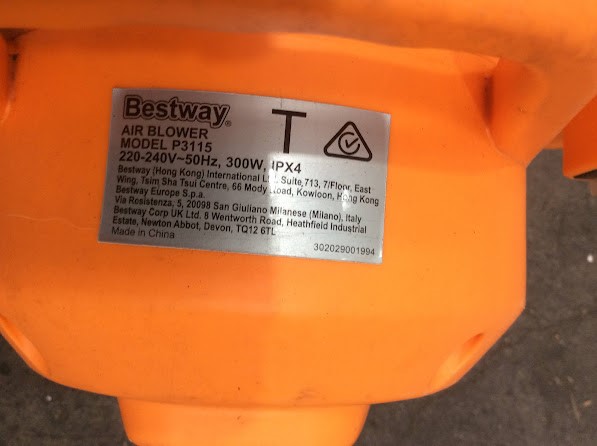 Bestway®
T
AIR BLOWER
MODEL P3115
220-240V~50Hz, 300W, IPX4
Bestway (Hong Kong) International Suite,713, 7/Floor, East
Wing, Tsim Sha Tsui Centre, 66 Mody Kowloon, Hong Kong
Bestway Europe S.p.a.
Via Resistenza, 5, 20098 San Giuliano Milanese (Milano), Italy
Bestway Corp UK Ltd. 8 Wentworth Road, Heathfield Industrial
Estate, Newton Abbot, Devon, TQ12 6TL
Made in China
302029001994